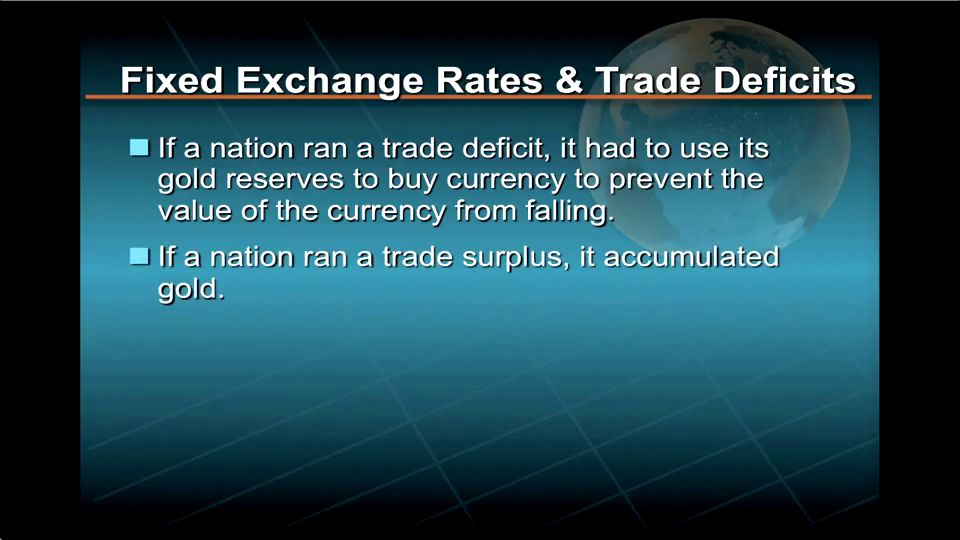 Fixed Exchange Rates & Trade Deficits
If a nation ran a trade deficit, it had to use its
gold reserves to buy currency to prevent the
value of the currency from falling.
If a nation ran a trade surplus, it accumulated
gold.